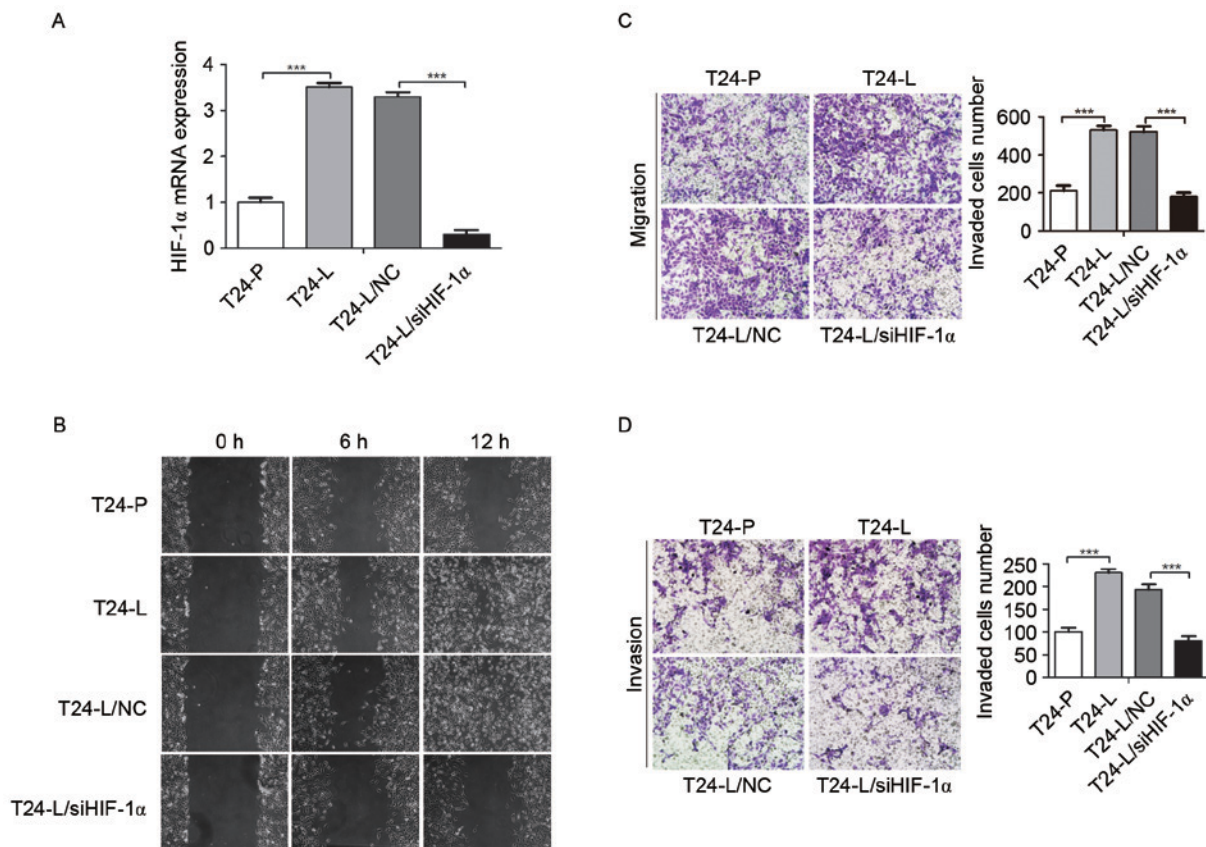 A
HIF-1α mRNA expression
4
3
2
1
0
***
***
T24-P
T24-L
T24-L/NC
T24-L/siHIF-1α
B
0 h
6 h
12 h
T24-P
T24-L
T24-L/NC
T24-L/siHIF-1α
C
T24-P
T24-L
Migration
T24-L/NC
T24-L/siHIF-1α
Invaded cells number
600
400
200
0
***
***
T24-P
T24-L
T24-L/NC
T24-L/siHIF-1α
D
T24-P
T24-L
Invasion
T24-L/NC
T24-L/siHIF-1α
Invaded cells number
250
200
150
100
50
0
***
***
T24-P
T24-L
T24-L/NC
T24-L/siHIF-1α